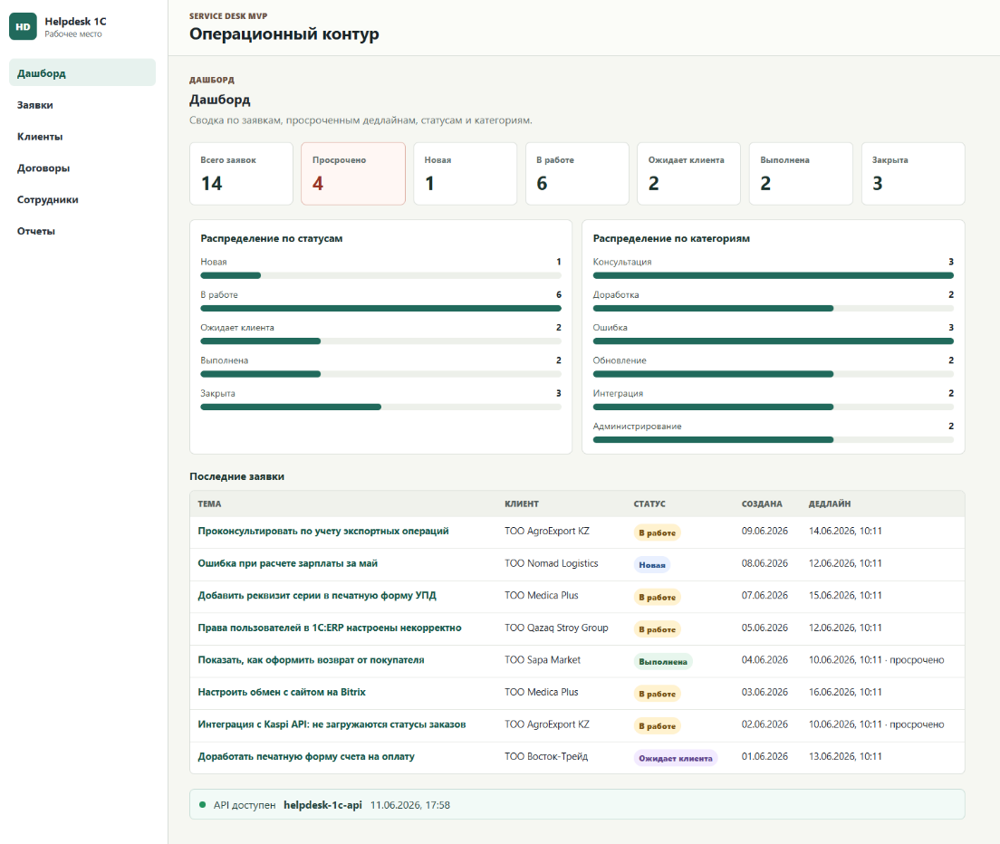 HD
Helpdesk 1C
Рабочее место
Дашборд
Заявки
Клиенты
Договоры
Сотрудники
Отчеты
SERVICE DESK MVP
Операционный контур
ДАШБОРД
Дашборд
Сводка по заявкам, просроченным дедлайнам, статусам и категориям.
Всего заявок
14
Просрочено
4
Новая
1
В работе
6
Ожидает клиента
2
Выполнена
2
Закрыта
3
Распределение по статусам
Новая 1
В работе 6
Ожидает клиента 2
Выполнена 2
Закрыта 3
Распределение по категориям
Консультация 3
Доработка 2
Ошибка 3
Обновление 2
Интеграция 2
Администрирование 2
Последние заявки
ТЕМА КЛИЕНТ СТАТУС СОЗДАНА ДЕДЛАЙН
Проконсультировать по учету экспортных операций ТОО AgroExport KZ В работе 09.06.2026 14.06.2026, 10:11
Ошибка при расчете зарплаты за май ТОО Nomad Logistics Новая 08.06.2026 12.06.2026, 10:11
Добавить реквизит серии в печатную форму УПД ТОО Medica Plus В работе 07.06.2026 15.06.2026, 10:11
Права пользователей в 1С:ERP настроены некорректно ТОО Qazaq Stroy Group В работе 05.06.2026 12.06.2026, 10:11
Показать, как оформить возврат от покупателя ТОО Sapa Market Выполнена 04.06.2026 10.06.2026, 10:11 · просрочено
Настроить обмен с сайтом на Bitrix ТОО Medica Plus В работе 03.06.2026 16.06.2026, 10:11
Интеграция с Kaspi API: не загружаются статусы заказов ТОО AgroExport KZ В работе 02.06.2026 10.06.2026, 10:11 · просрочено
Доработать печатную форму счета на оплату ТОО Восток-Трейд Ожидает клиента 01.06.2026 13.06.2026, 10:11
API доступен helpdesk-1c-api 11.06.2026, 17:58